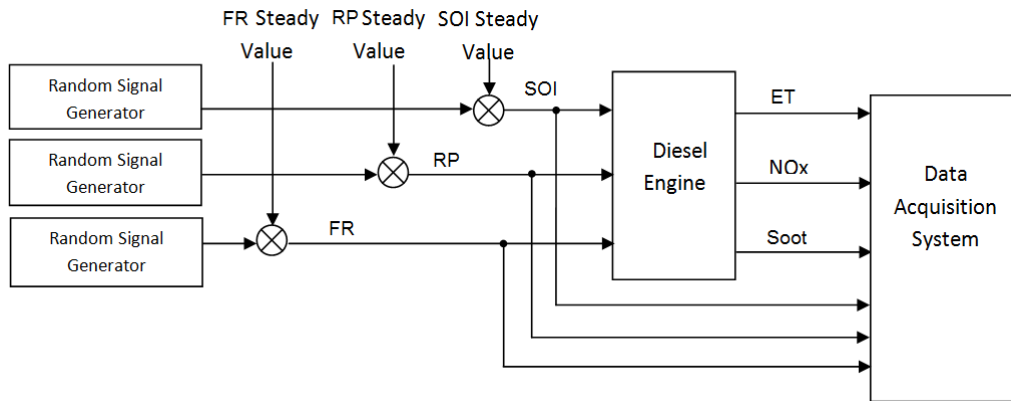 FR Steady
Value
RP Steady
Value
SOI Steady
Value
Random Signal
Generator
SOI
Random Signal
Generator
RP
Random Signal
Generator
FR
Diesel
Engine
ET
NOx
Soot
Data
Acquisition
System